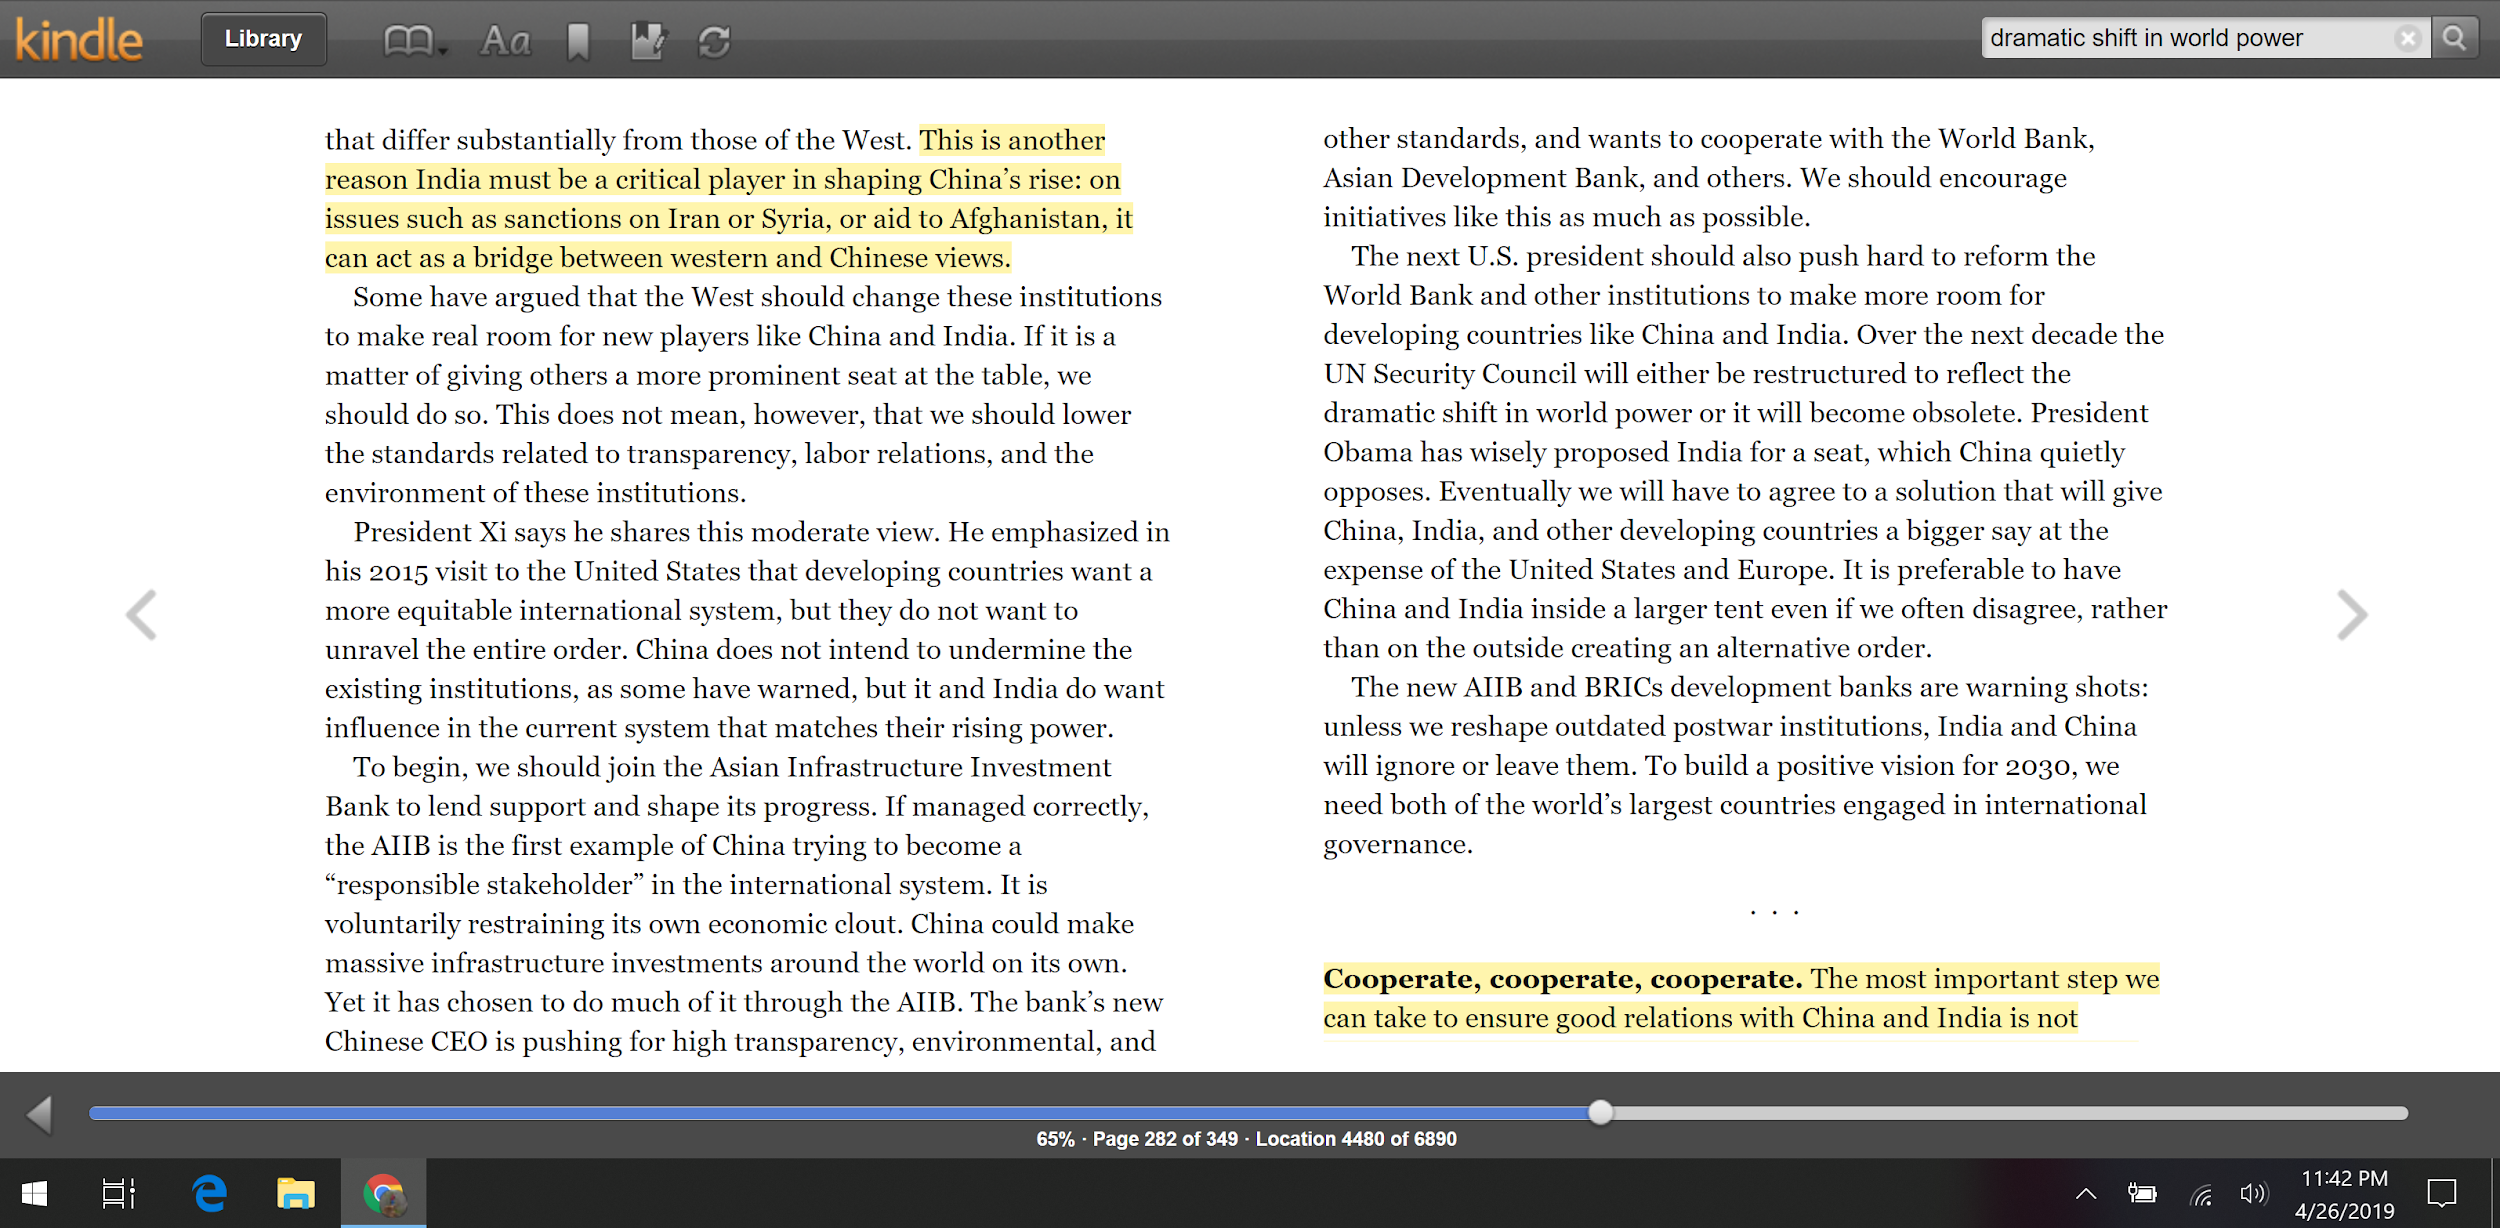 kindle
Library
Aa
dramatic shift in world power
that differ substantially from those of the West. This is another
reason India must be a critical player in shaping China’s rise: on
issues such as sanctions on Iran or Syria, or aid to Afghanistan, it
can act as a bridge between western and Chinese views.
Some have argued that the West should change these institutions
to make real room for new players like China and India. If it is a
matter of giving others a more prominent seat at the table, we
should do so. This does not mean, however, that we should lower
the standards related to transparency, labor relations, and the
environment of these institutions.
President Xi says he shares this moderate view. He emphasized in
his 2015 visit to the United States that developing countries want a
more equitable international system, but they do not want to
unravel the entire order. China does not intend to undermine the
existing institutions, as some have warned, but it and India do want
influence in the current system that matches their rising power.
To begin, we should join the Asian Infrastructure Investment
Bank to lend support and shape its progress. If managed correctly,
the AIIB is the first example of China trying to become a
“responsible stakeholder” in the international system. It is
voluntarily restraining its own economic clout. China could make
massive infrastructure investments around the world on its own.
Yet it has chosen to do much of it through the AIIB. The bank’s new
Chinese CEO is pushing for high transparency, environmental, and
other standards, and wants to cooperate with the World Bank,
Asian Development Bank, and others. We should encourage
initiatives like this as much as possible.
The next U.S. president should also push hard to reform the
World Bank and other institutions to make more room for
developing countries like China and India. Over the next decade the
UN Security Council will either be restructured to reflect the
dramatic shift in world power or it will become obsolete. President
Obama has wisely proposed India for a seat, which China quietly
opposes. Eventually we will have to agree to a solution that will give
China, India, and other developing countries a bigger say at the
expense of the United States and Europe. It is preferable to have
China and India inside a larger tent even if we often disagree, rather
than on the outside creating an alternative order.
The new AIIB and BRICs development banks are warning shots:
unless we reshape outdated postwar institutions, India and China
will ignore or leave them. To build a positive vision for 2030, we
need both of the world’s largest countries engaged in international
governance.
. . .
Cooperate, cooperate, cooperate. The most important step we
can take to ensure good relations with China and India is not
65% · Page 282 of 349 · Location 4480 of 6890
11:42 PM
4/26/2019